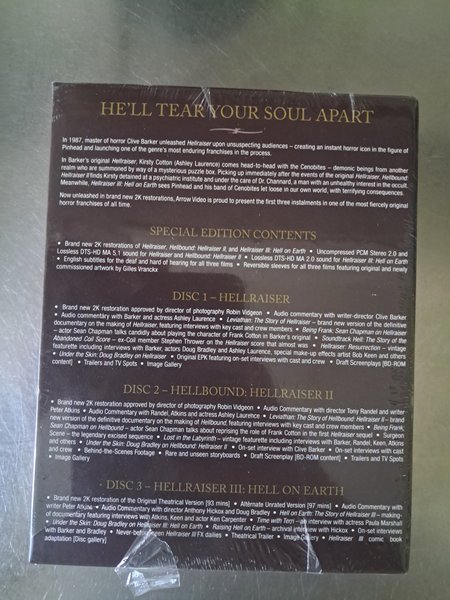 HE'LL TEAR YOUR SOUL APART
In 1987, master of horror Clive Barker unleashed Hellraiser upon unsuspecting audiences – creating an instant horror icon in the figure of
Pinhead and launching one of the genre's most enduring franchises in the process.
In Barker's original Hellraiser, Kirsty Cotton (Ashley Laurence) comes head-to-head with the Cenobites – demonic beings from another
realm who are summoned by way of a mysterious puzzle box. Picking up immediately after the events of the original Hellraiser, Hellbound:
Hellraiser II finds Kirsty detained at a psychiatric institute and under the care of Dr. Channard, a man with an unhealthy interest in the occult.
Meanwhile, Hellraiser III: Hell on Earth sees Pinhead and his band of Cenobites let loose in our own world, with terrifying consequences.
Now unleashed in brand new 2K restorations, Arrow Video is proud to present the first three instalments in one of the most fiercely original
horror franchises of all time.
SPECIAL EDITION CONTENTS
• Brand new 2K restorations of Hellraiser, Hellbound: Hellraiser II, and Hellraiser III: Hell on Earth • Uncompressed PCM Stereo 2.0 and
Lossless DTS-HD MA 5.1 sound for Hellraiser and Hellbound: Hellraiser II • Lossless DTS-HD MA 2.0 sound for Hellraiser III: Hell on Earth
• English subtitles for the deaf and hard of hearing for all three films • Reversible sleeves for all three films featuring original and newly
commissioned artwork by Gilles Vranckx
DISC 1 – HELLRAISER
• Brand new 2K restoration approved by director of photography Robin Vidgeon • Audio commentary with writer-director Clive Barker
• Audio commentary with Barker and actress Ashley Laurence • Leviathan: The Story of Hellraiser – brand new version of the definitive
documentary on the making of Hellraiser, featuring interviews with key cast and crew members • Being Frank: Sean Chapman on Hellraiser
– actor Sean Chapman talks candidly about playing the character of Frank Cotton in Barker's original • Soundtrack Hell: The Story of the
Abandoned Coil Score – ex-Coil member Stephen Thrower on the Hellraiser score that almost was • Hellraiser: Resurrection – vintage
featurette including interviews with Barker, actors Doug Bradley and Ashley Laurence, special make-up effects artist Bob Keen and others
• Under the Skin: Doug Bradley on Hellraiser • Original EPK featuring on-set interviews with cast and crew • Draft Screenplays [BD-ROM
content] • Trailers and TV Spots • Image Gallery
DISC 2 – HELLBOUND: HELLRAISER II
• Brand new 2K restoration approved by director of photography Robin Vidgeon • Audio Commentary with director Tony Randel and writer
Peter Atkins • Audio Commentary with Randel, Atkins and actress Ashley Laurence • Leviathan: The Story of Hellbound: Hellraiser II – brand
new version of the definitive documentary on the making of Hellbound, featuring interviews with key cast and crew members • Being Frank:
Sean Chapman on Hellbound – actor Sean Chapman talks about reprising the role of Frank Cotton in the first Hellraiser sequel • Surgeon
Scene – the legendary excised sequence • Lost in the Labyrinth – vintage featurette including interviews with Barker, Randel, Keen, Atkins
and others • Under the Skin: Doug Bradley on Hellbound: Hellraiser II • On-set interview with Clive Barker • On-set interviews with cast
and crew • Behind-the-Scenes Footage • Rare and unseen storyboards • Draft Screenplay [BD-ROM content] • Trailers and TV Spots
• Image Gallery
DISC 3 – HELLRAISER III: HELL ON EARTH
• Brand new 2K restoration of the Original Theatrical Version [93 mins] • Alternate Unrated Version [97 mins] • Audio Commentary with
writer Peter Atkins • Audio Commentary with director Anthony Hickox and Doug Bradley • Hell on Earth: The Story of Hellraiser III – making-
of documentary featuring interviews with Atkins, Keen and actor Ken Carpenter • Time with Terri – an interview with actress Paula Marshall
• Under the Skin: Doug Bradley on Hellraiser III: Hell on Earth • Raising Hell on Earth – archival interview with Hickox • On-set interviews
with Barker and Bradley • Never-before-seen Hellraiser III FX dailies • Theatrical Trailer • Image Gallery • Hellraiser III comic book
adaptation [Disc gallery]